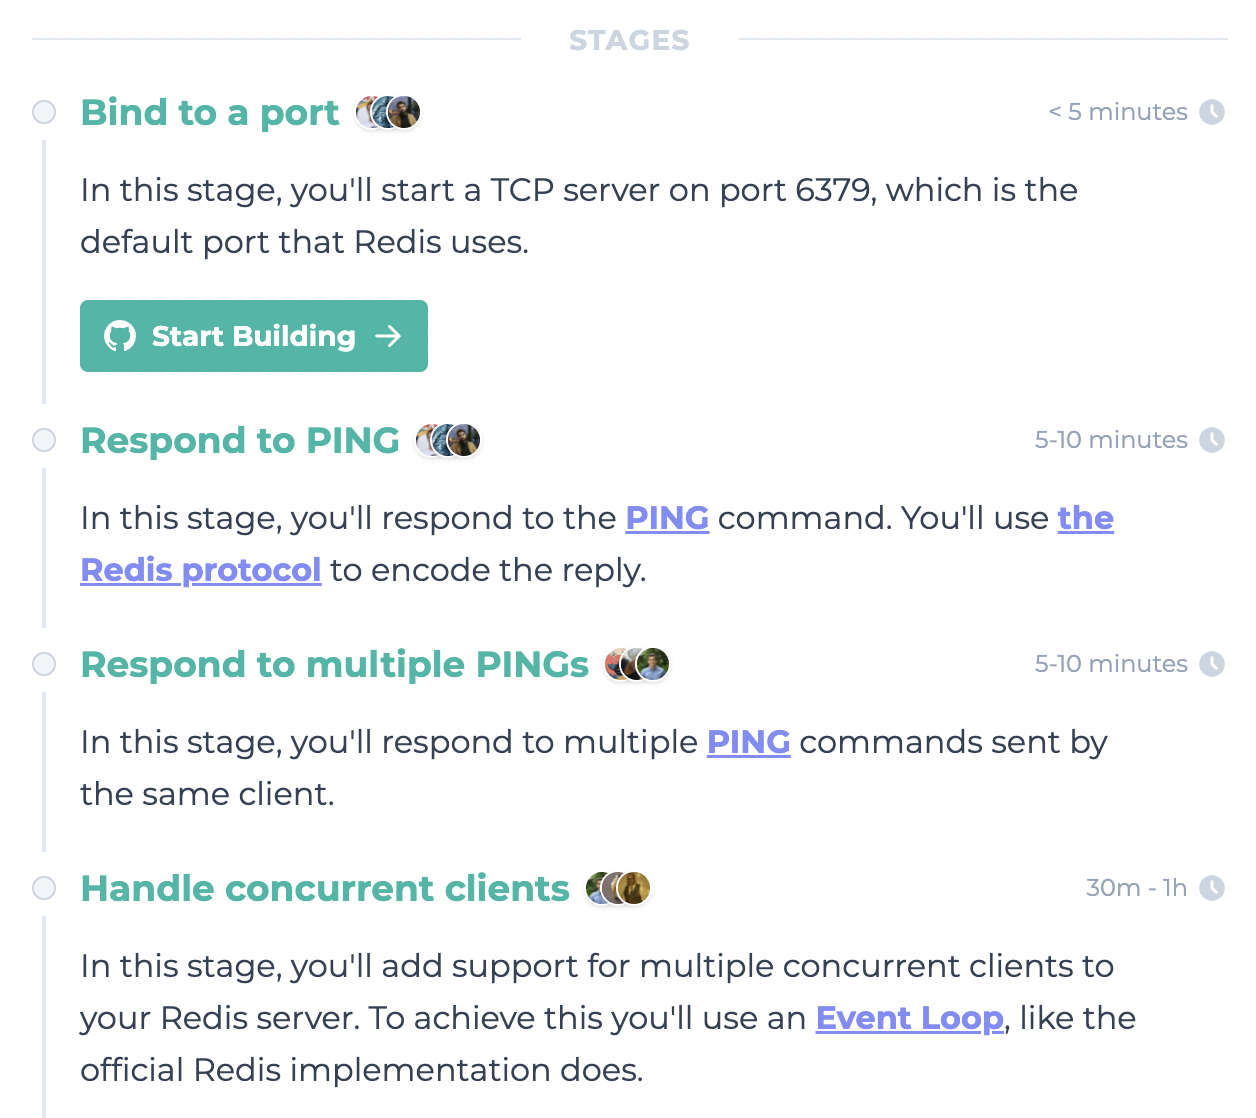 STAGES
Bind to a port
< 5 minutes
In this stage, you'll start a TCP server on port 6379, which is the
default port that Redis uses.
Start Building →
Respond to PING
5-10 minutes
In this stage, you'll respond to the PING command. You'll use the
Redis protocol to encode the reply.
Respond to multiple PINGs
5-10 minutes
In this stage, you'll respond to multiple PING commands sent by
the same client.
Handle concurrent clients
30m - 1h
In this stage, you'll add support for multiple concurrent clients to
your Redis server. To achieve this you'll use an Event Loop, like the
official Redis implementation does.